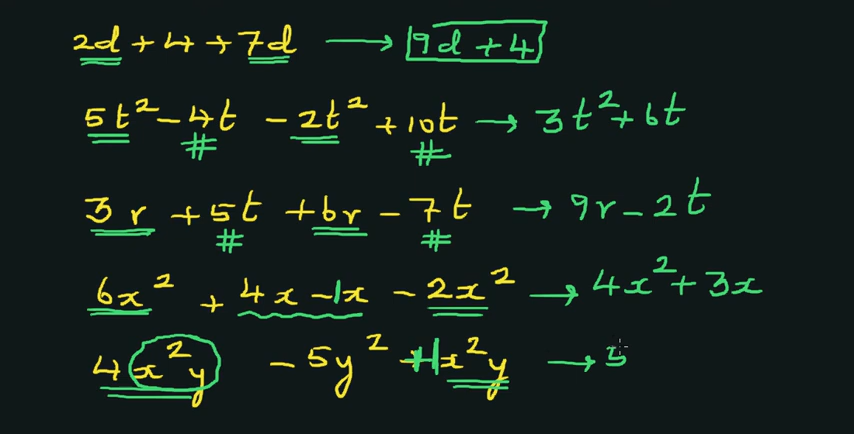 2d + 4 + 7d → 9d + 4
5t² - 4t - 2t² + 10t → 3t² + 6t
3r + 5t + 6r - 7t → 9r - 2t
6x² + 4x - 1x - 2x² → 4x² + 3x
4x²y - 5y² + 1x²y → 5